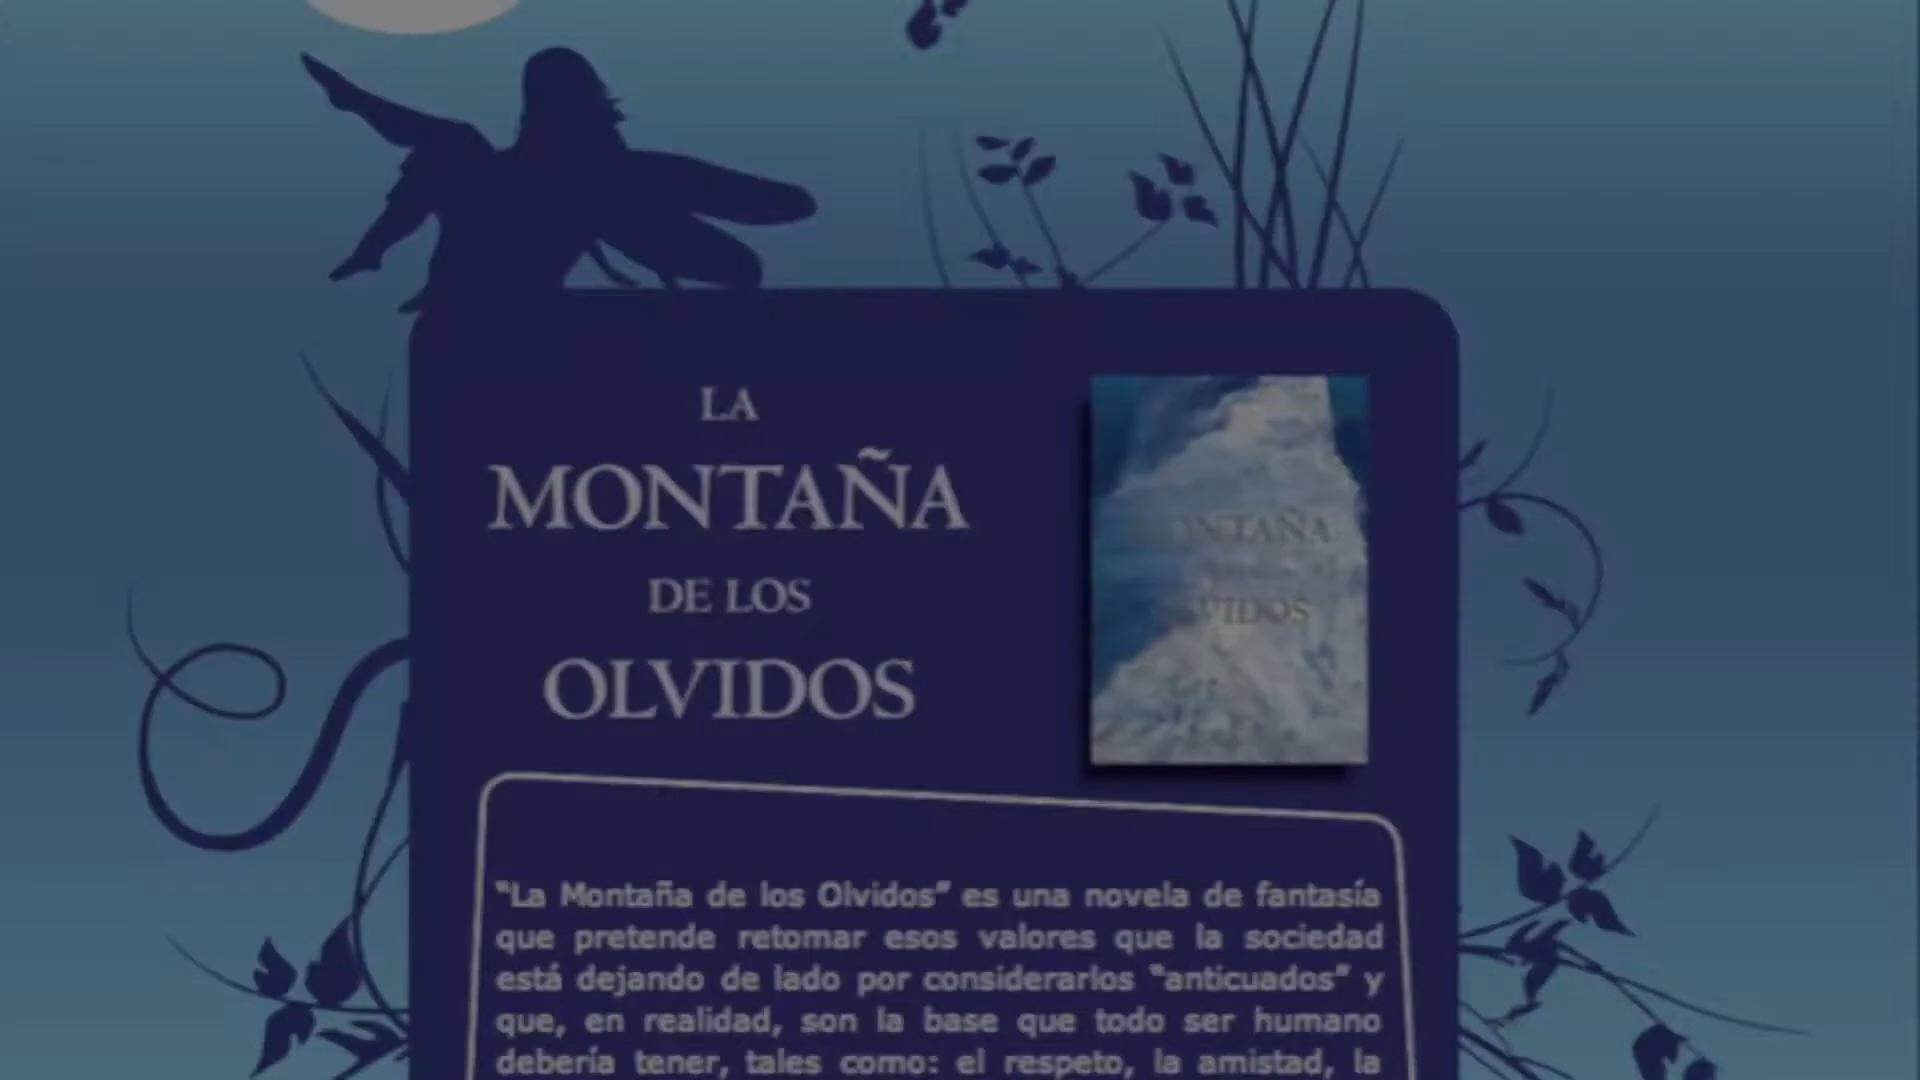 LA
MONTAÑA
DE LOS
OLVIDOS
MONTAÑA
“La Montaña de los Olvidos” es una novela de fantasía
que pretende retomar esos valores que la sociedad
está dejando de lado por considerarlos “anticuados” y
que, en realidad, son la base que todo ser humano
debería tener, tales como: el respeto, la amistad, la